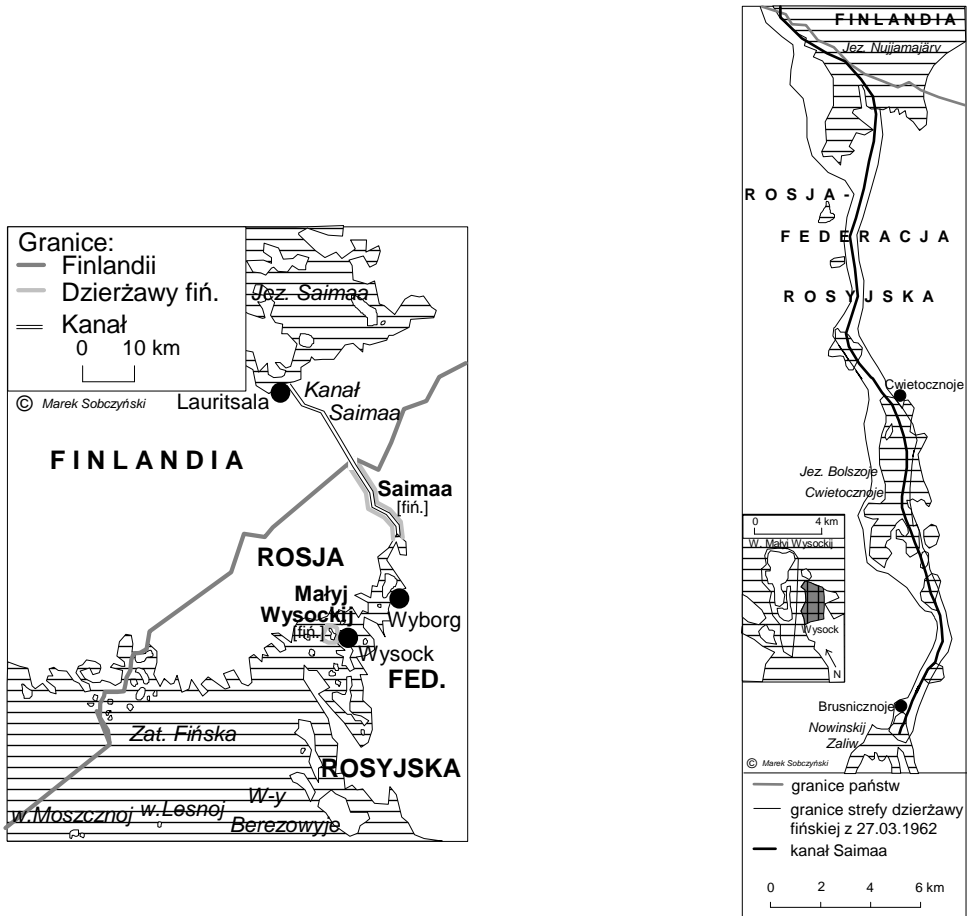 Granice:
Finlandii
Dzierżawy fiń.
Kanał
0 10 km
© Marek Sobczyński
Jez. Saimaa
Lauritsala
Kanał
Saimaa
FINLANDIA
Saimaa
[fiń.]
ROSJA
Małyj
Wysockij
[fiń.]
Wyborg
Wysock
FED.
Zat. Fińska
ROSYJSKA
w.Moszcznoj
w.Lesnoj
W-y
Berezowyje
FINLANDIA
Jez. Nujjamajärv
ROSJA-
FEDERACJA
ROSYJSKA
Cwietocznoje
Jez. Bolszoje
Cwietocznoje
0 4 km
W. Małyj Wysockij
Wysock
N
Brusnicznoje
Nowinskij
Zaliw
© Marek Sobczyński
granice państw
granice strefy dzierżawy
fińskiej z 27.03.1962
kanał Saimaa
0 2 4 6 km